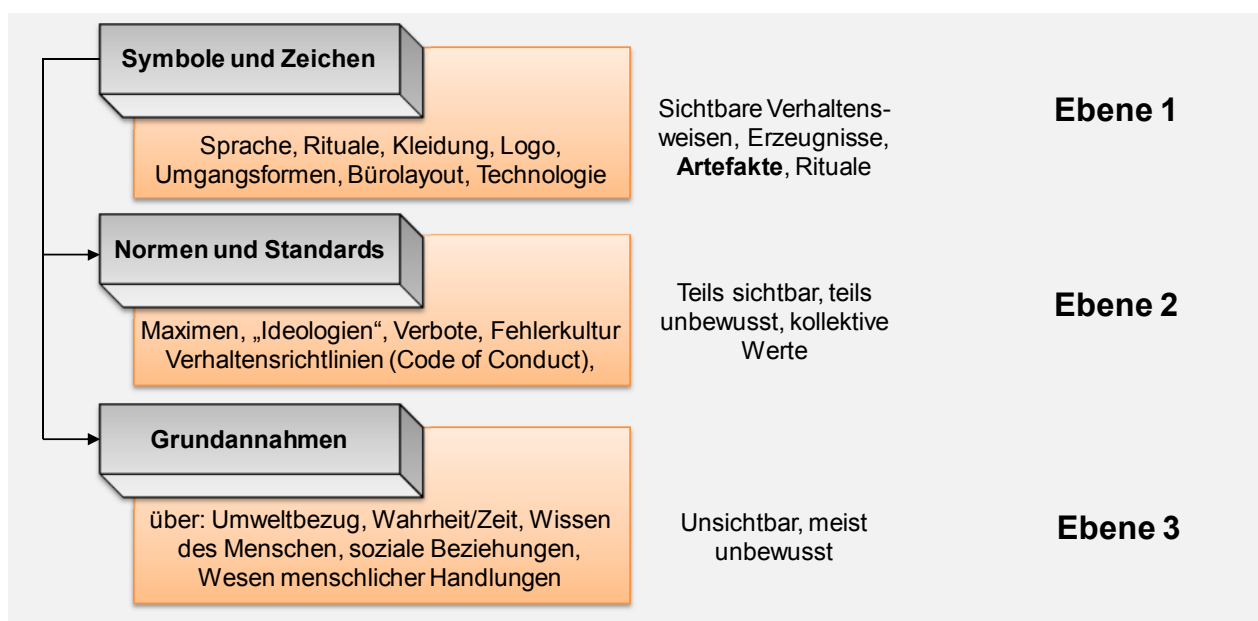 Symbole und Zeichen
Sprache, Rituale, Kleidung, Logo,
Umgangsformen, Bürolayout, Technologie
Sichtbare Verhaltens-
weisen, Erzeugnisse,
Artefakte, Rituale
Ebene 1
Normen und Standards
Maximen, „Ideologien“, Verbote, Fehlerkultur
Verhaltensrichtlinien (Code of Conduct),
Teils sichtbar, teils
unbewusst, kollektive
Werte
Ebene 2
Grundannahmen
über: Umweltbezug, Wahrheit/Zeit, Wissen
des Menschen, soziale Beziehungen,
Wesen menschlicher Handlungen
Unsichtbar, meist
unbewusst
Ebene 3